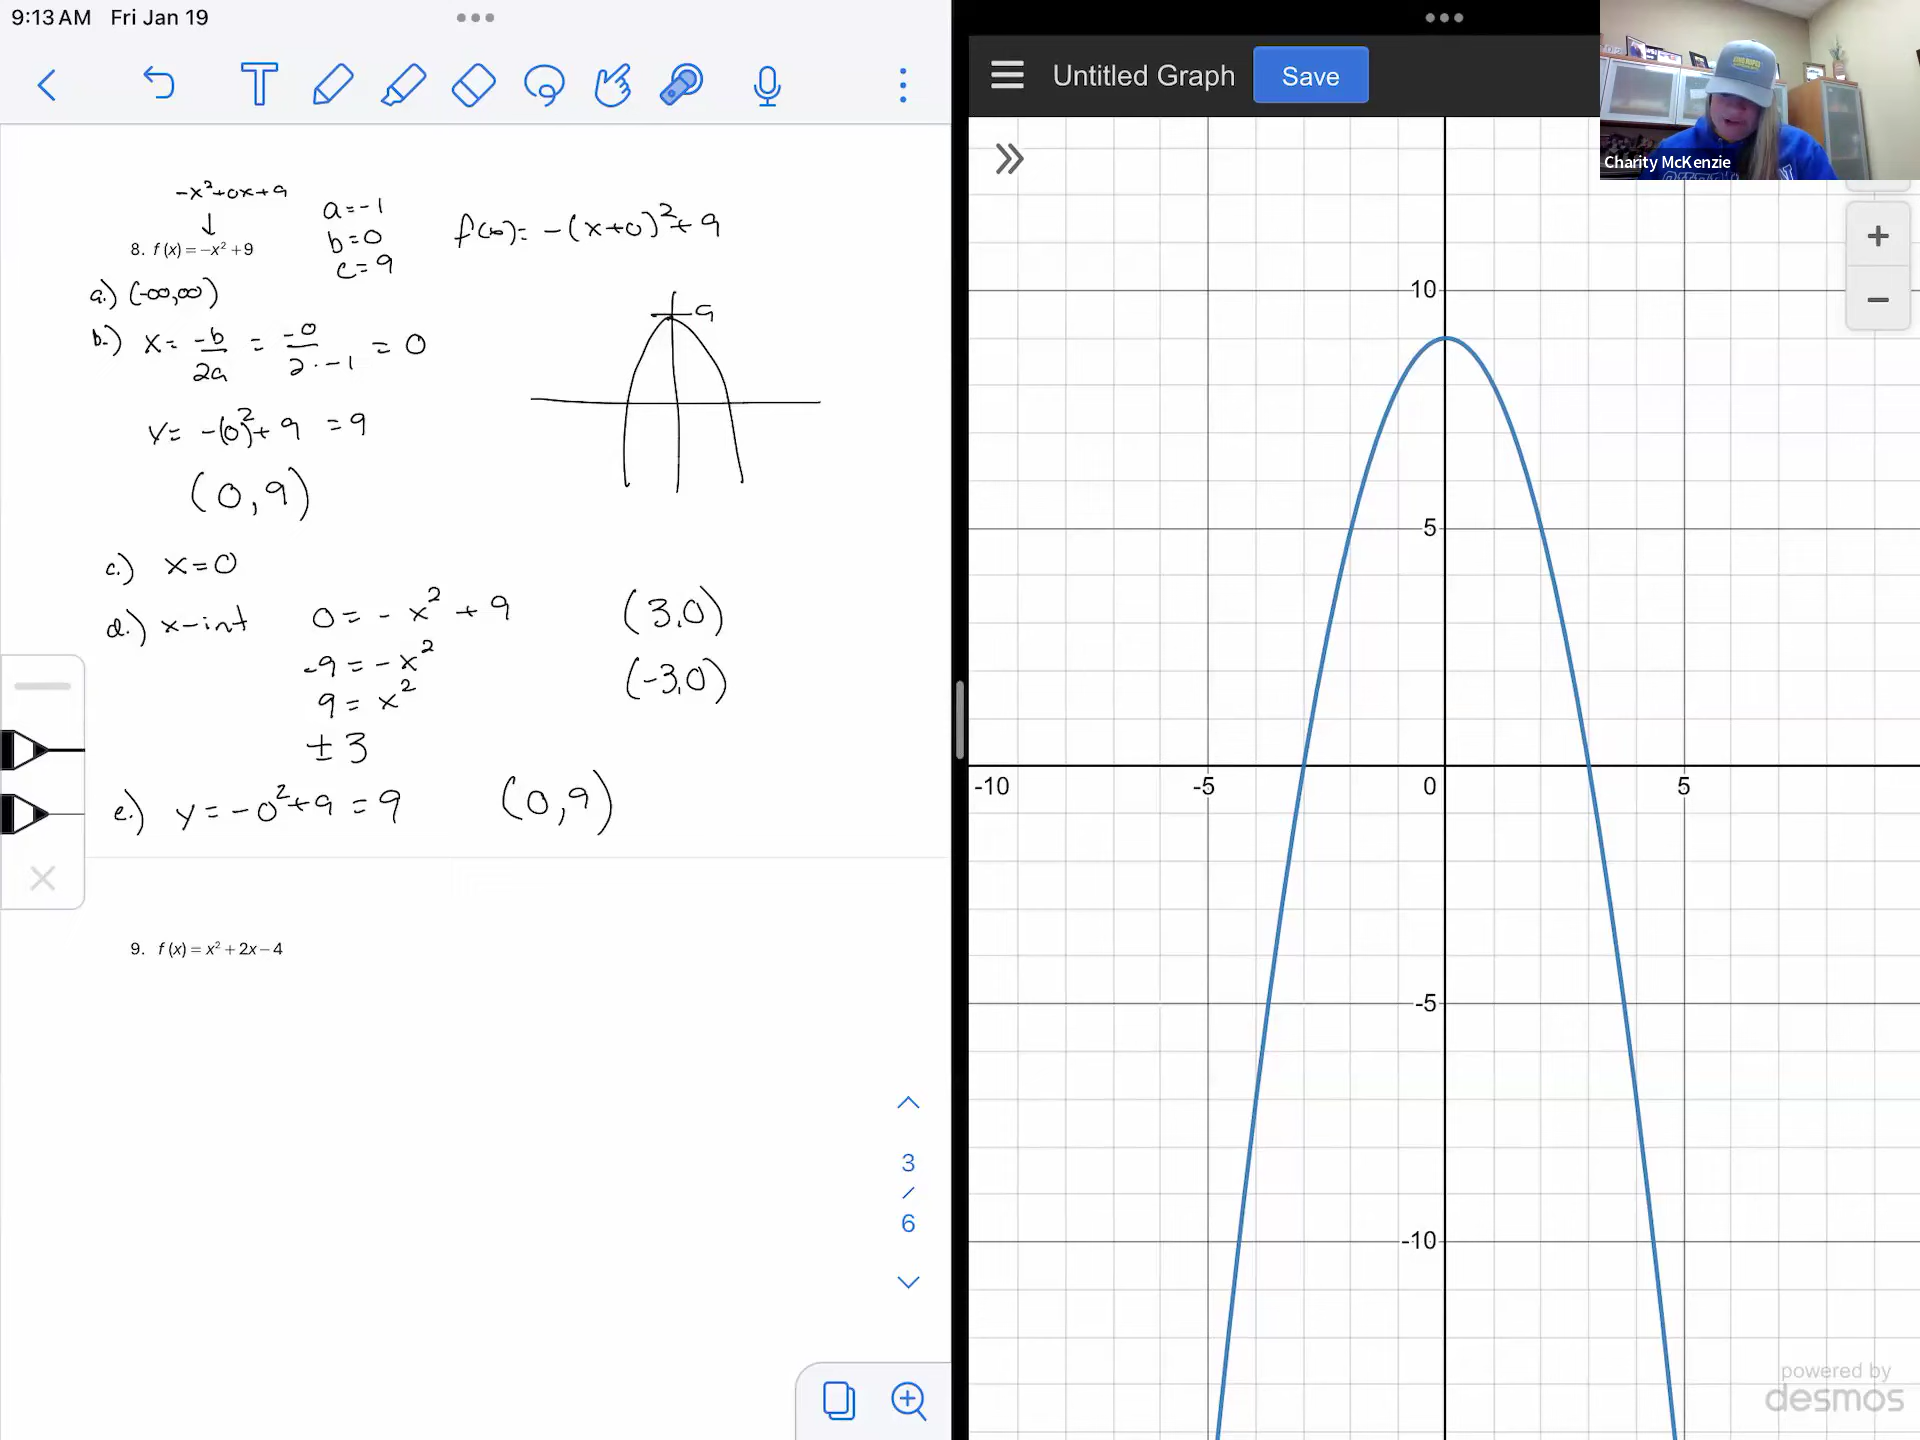 9:13 AM Fri Jan 19
Untitled Graph
Save
Charity McKenzie
-x²+0x+9
↓
8. f(x) = -x² + 9
a = -1
b = 0
c = 9
f(x) = -(x+0)² + 9
a.) (-∞,∞)
b.) x = -b/2a = -0/2·-1 = 0
y = -(0)² + 9 = 9
(0,9)
9
c.) x = 0
d.) x-int 0 = -x² + 9 (3,0)
-9 = -x² (-3,0)
9 = x²
± 3
e.) y = -0² + 9 = 9 (0,9)
9. f(x) = x² + 2x - 4
3
/
6
10
5
-10 -5 0 5
-5
-10
powered by
desmos